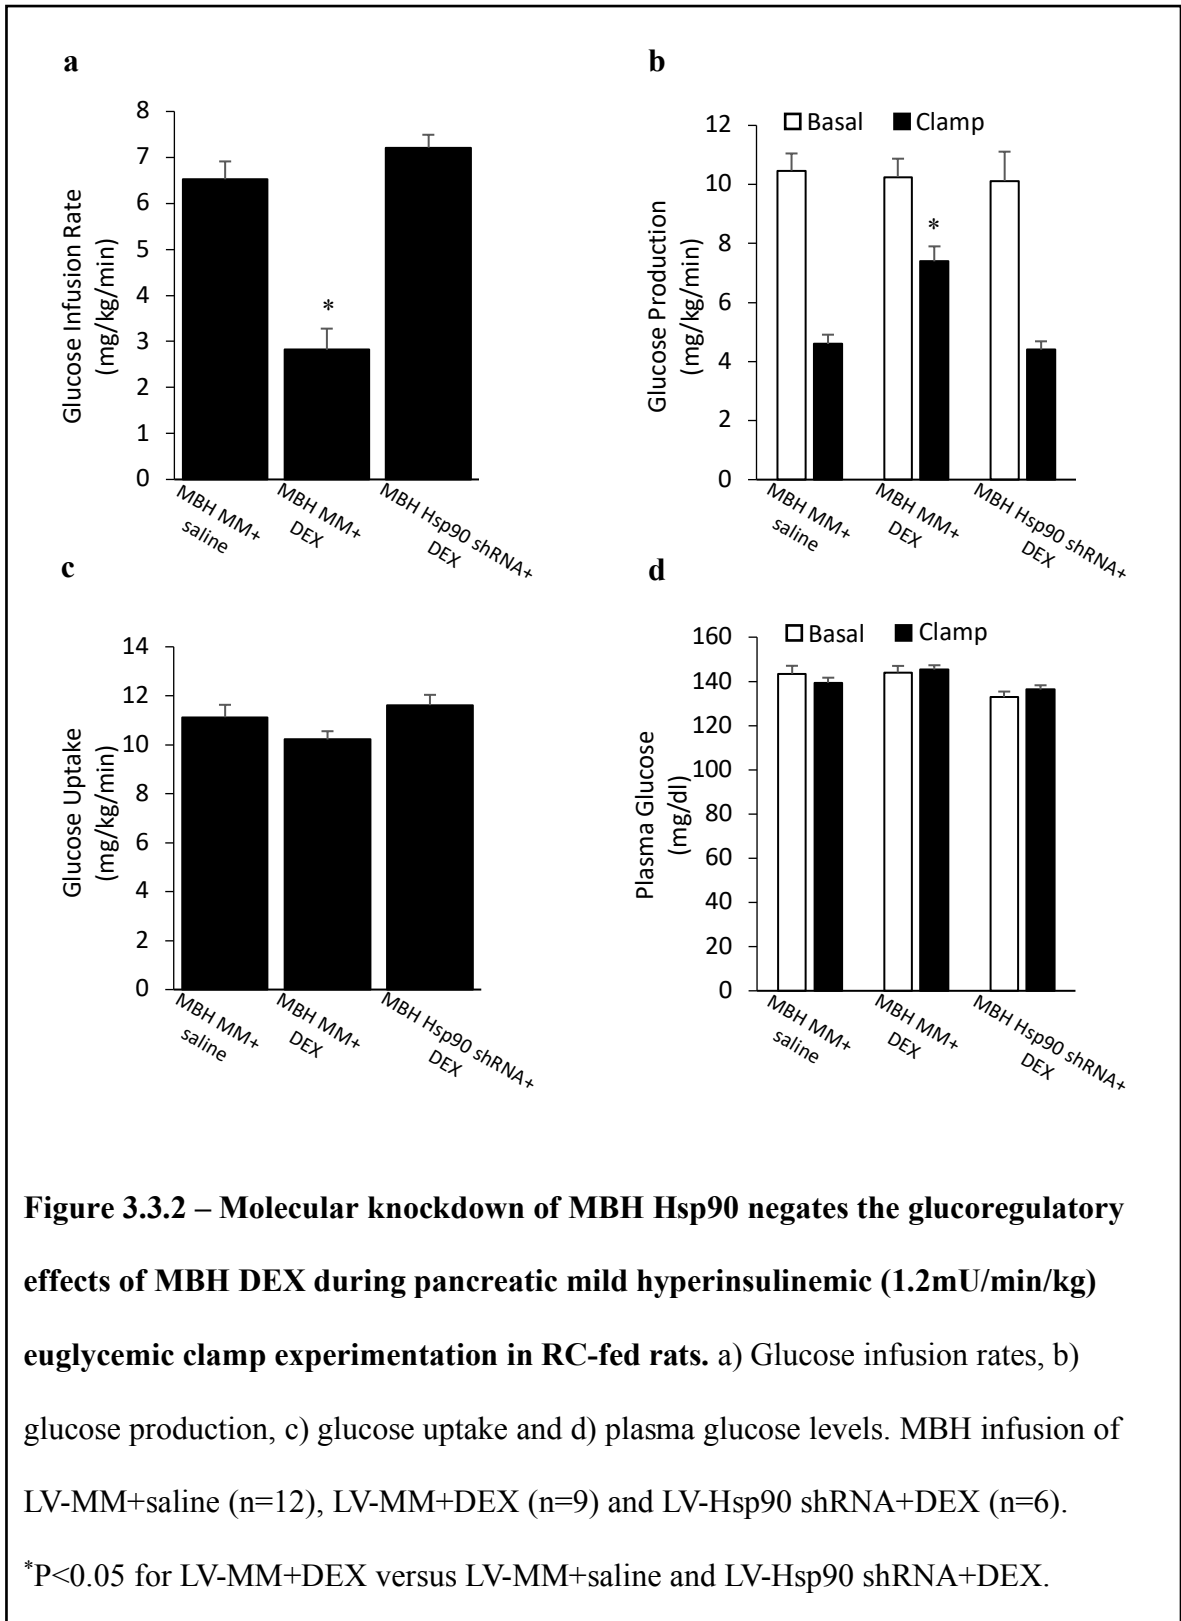 a
8
7
6
5
4
3
2
1
0
Glucose Infusion Rate
(mg/kg/min)
*
MBH MM+
saline
MBH MM+
DEX
MBH Hsp90 shRNA+
DEX
b
Basal
Clamp
12
10
8
6
4
2
0
Glucose Production
(mg/kg/min)
*
MBH MM+
saline
MBH MM+
DEX
MBH Hsp90 shRNA+
DEX
c
14
12
10
8
6
4
2
0
Glucose Uptake
(mg/kg/min)
MBH MM+
saline
MBH MM+
DEX
MBH Hsp90 shRNA+
DEX
d
Basal
Clamp
160
140
120
100
80
60
40
20
0
Plasma Glucose
(mg/dl)
MBH MM+
saline
MBH MM+
DEX
MBH Hsp90 shRNA+
DEX
Figure 3.3.2 – Molecular knockdown of MBH Hsp90 negates the glucoregulatory
effects of MBH DEX during pancreatic mild hyperinsulinemic (1.2mU/min/kg)
euglycemic clamp experimentation in RC-fed rats. a) Glucose infusion rates, b)
glucose production, c) glucose uptake and d) plasma glucose levels. MBH infusion of
LV-MM+saline (n=12), LV-MM+DEX (n=9) and LV-Hsp90 shRNA+DEX (n=6).
*P<0.05 for LV-MM+DEX versus LV-MM+saline and LV-Hsp90 shRNA+DEX.